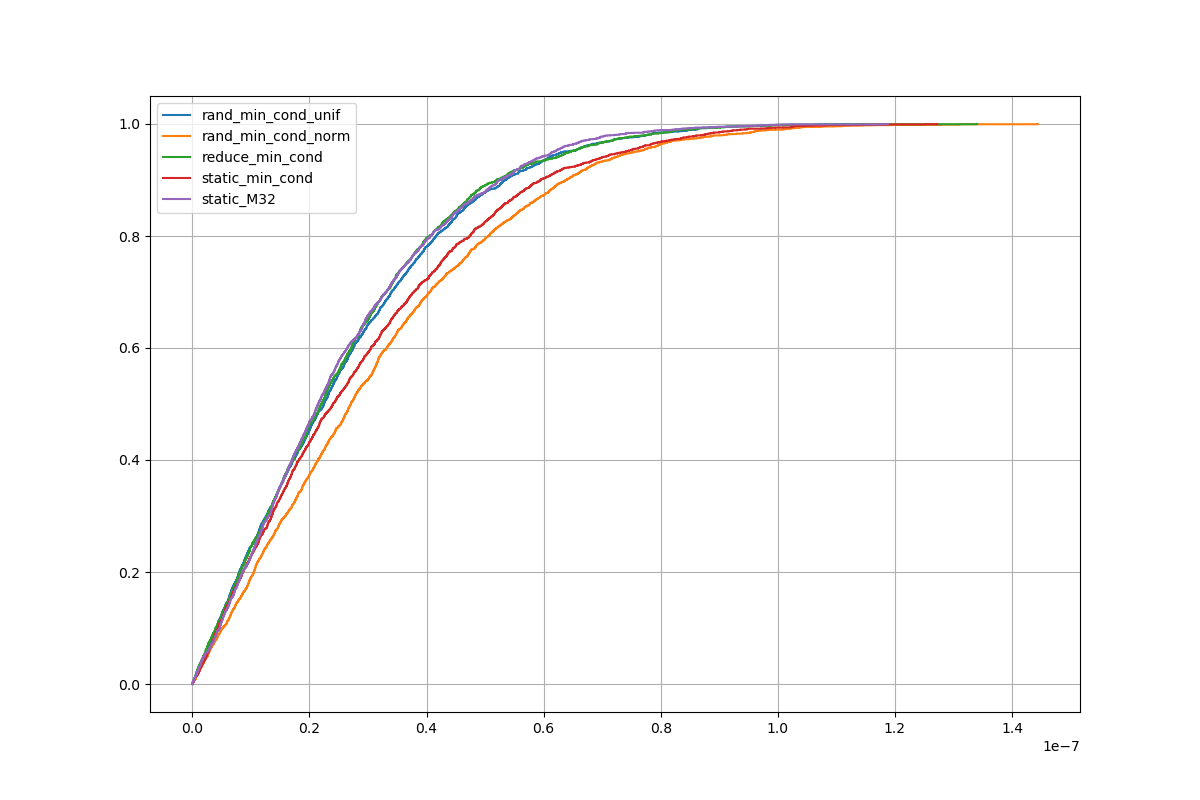 rand_min_cond_unif
rand_min_cond_norm
reduce_min_cond
static_min_cond
static_M32
1.0
0.8
0.6
0.4
0.2
0.0
0.0 0.2 0.4 0.6 0.8 1.0 1.2 1.4
1e−7